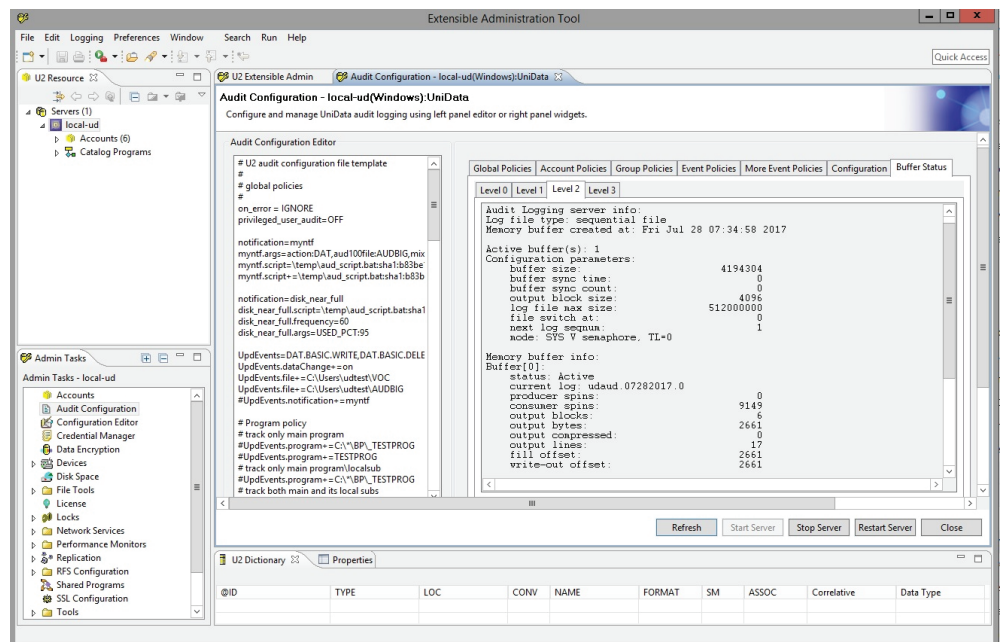 Extensible Administration Tool
File Edit Logging Preferences Window Search Run Help
Quick Access
U2 Resource
Servers (1)
local-ud
Accounts (6)
Catalog Programs
U2 Extensible Admin
Audit Configuration - local-ud(Windows):UniData
Audit Configuration - local-ud(Windows):UniData
Configure and manage UniData audit logging using left panel editor or right panel widgets.
Audit Configuration Editor
# U2 audit configuration file template
#
# global policies
#
on_error = IGNORE
privileged_user_audit=OFF
notification=myntf
myntf.args=action:DAT,aud100file:AUDBIG,mix
myntf.script=\temp\aud_script.bat:sha1:b83be
myntf.script+=\temp\aud_script.bat:sha1:b83b
notification=disk_near_full
disk_near_full.script=\temp\aud_script.bat:sha1
disk_near_full.frequency=60
disk_near_full.args=USED_PCT:95
UpdEvents=DAT.BASIC.WRITE,DAT.BASIC.DELE
UpdEvents.dataChange+=on
UpdEvents.file+=C:\Users\udtest\VOC
UpdEvents.file+=C:\Users\udtest\AUDBIG
#UpdEvents.notification+=myntf
# Program policy
# track only main program
#UpdEvents.program+=C:\*\BP\_TESTPROG
#UpdEvents.program+=TESTPROG
# track only main program\localsub
#UpdEvents.program+=C:\*\BP\_TESTPROG
# track both main and its local subs
Global Policies Account Policies Group Policies Event Policies More Event Policies Configuration Buffer Status
Level 0 Level 1 Level 2 Level 3
Audit Logging server info:
Log file type: sequential file
Memory buffer created at: Fri Jul 28 07:34:58 2017
Active buffer(s): 1
Configuration parameters:
buffer size: 4194304
buffer sync time: 0
buffer sync count: 0
output block size: 4096
log file max size: 512000000
file switch at: 0
next log seqnum: 1
mode: SYS V semaphore, TL=0
Memory buffer info:
Buffer[0]:
status: Active
current log: udaud.07282017.0
producer spins: 0
consumer spins: 9149
output blocks: 6
output bytes: 2661
output compressed: 0
output lines: 17
fill offset: 2661
write-out offset: 2661
Refresh Start Server Stop Server Restart Server Close
Admin Tasks
Admin Tasks - local-ud
Accounts
Audit Configuration
Configuration Editor
Credential Manager
Data Encryption
Devices
Disk Space
File Tools
License
Locks
Network Services
Performance Monitors
Replication
RFS Configuration
Shared Programs
SSL Configuration
Tools
U2 Dictionary
Properties
@ID TYPE LOC CONV NAME FORMAT SM ASSOC Correlative Data Type